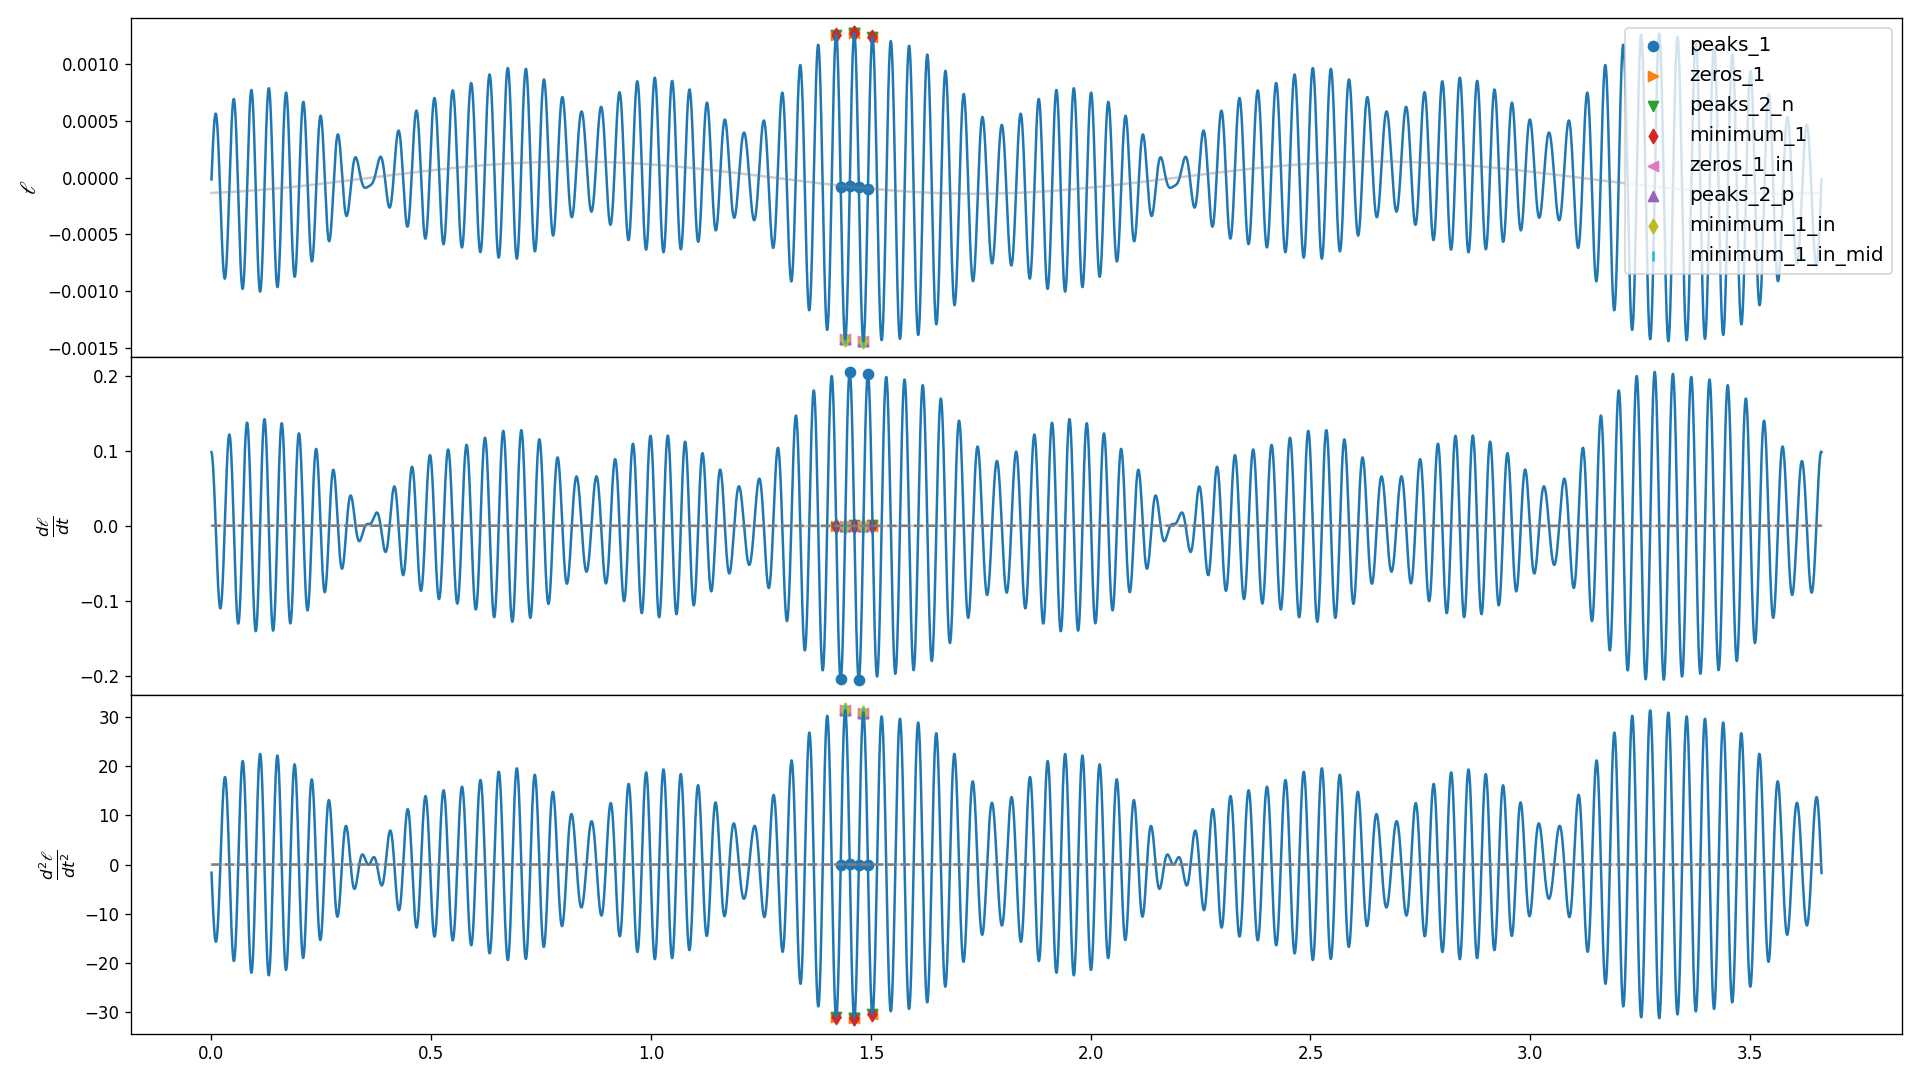 0.0010
0.0005
0.0000
−0.0005
−0.0010
−0.0015
ℓ
peaks_1
zeros_1
peaks_2_n
minimum_1
zeros_1_in
peaks_2_p
minimum_1_in
minimum_1_in_mid
0.2
0.1
0.0
−0.1
−0.2
dℓ
dt
30
20
10
0
−10
−20
−30
d²ℓ
dt²
0.0 0.5 1.0 1.5 2.0 2.5 3.0 3.5